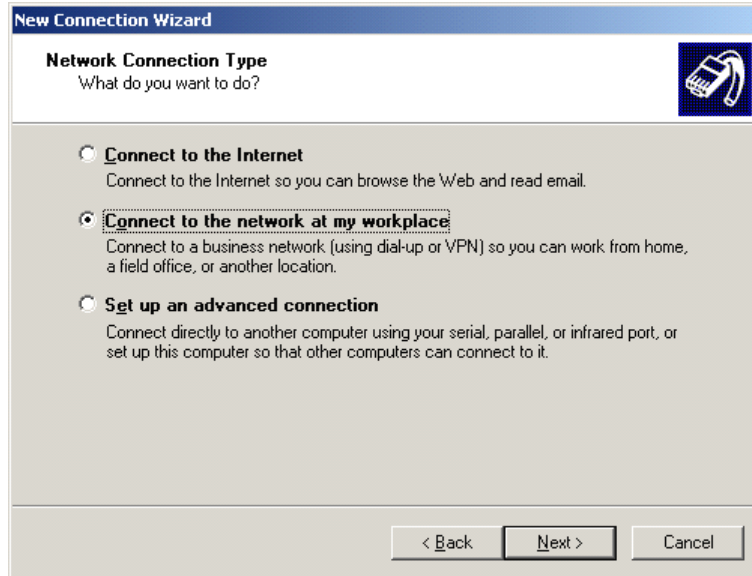 New Connection Wizard
Network Connection Type
What do you want to do?
Connect to the Internet
Connect to the Internet so you can browse the Web and read email.
Connect to the network at my workplace
Connect to a business network (using dial-up or VPN) so you can work from home,
a field office, or another location.
Set up an advanced connection
Connect directly to another computer using your serial, parallel, or infrared port, or
set up this computer so that other computers can connect to it.
< Back Next > Cancel